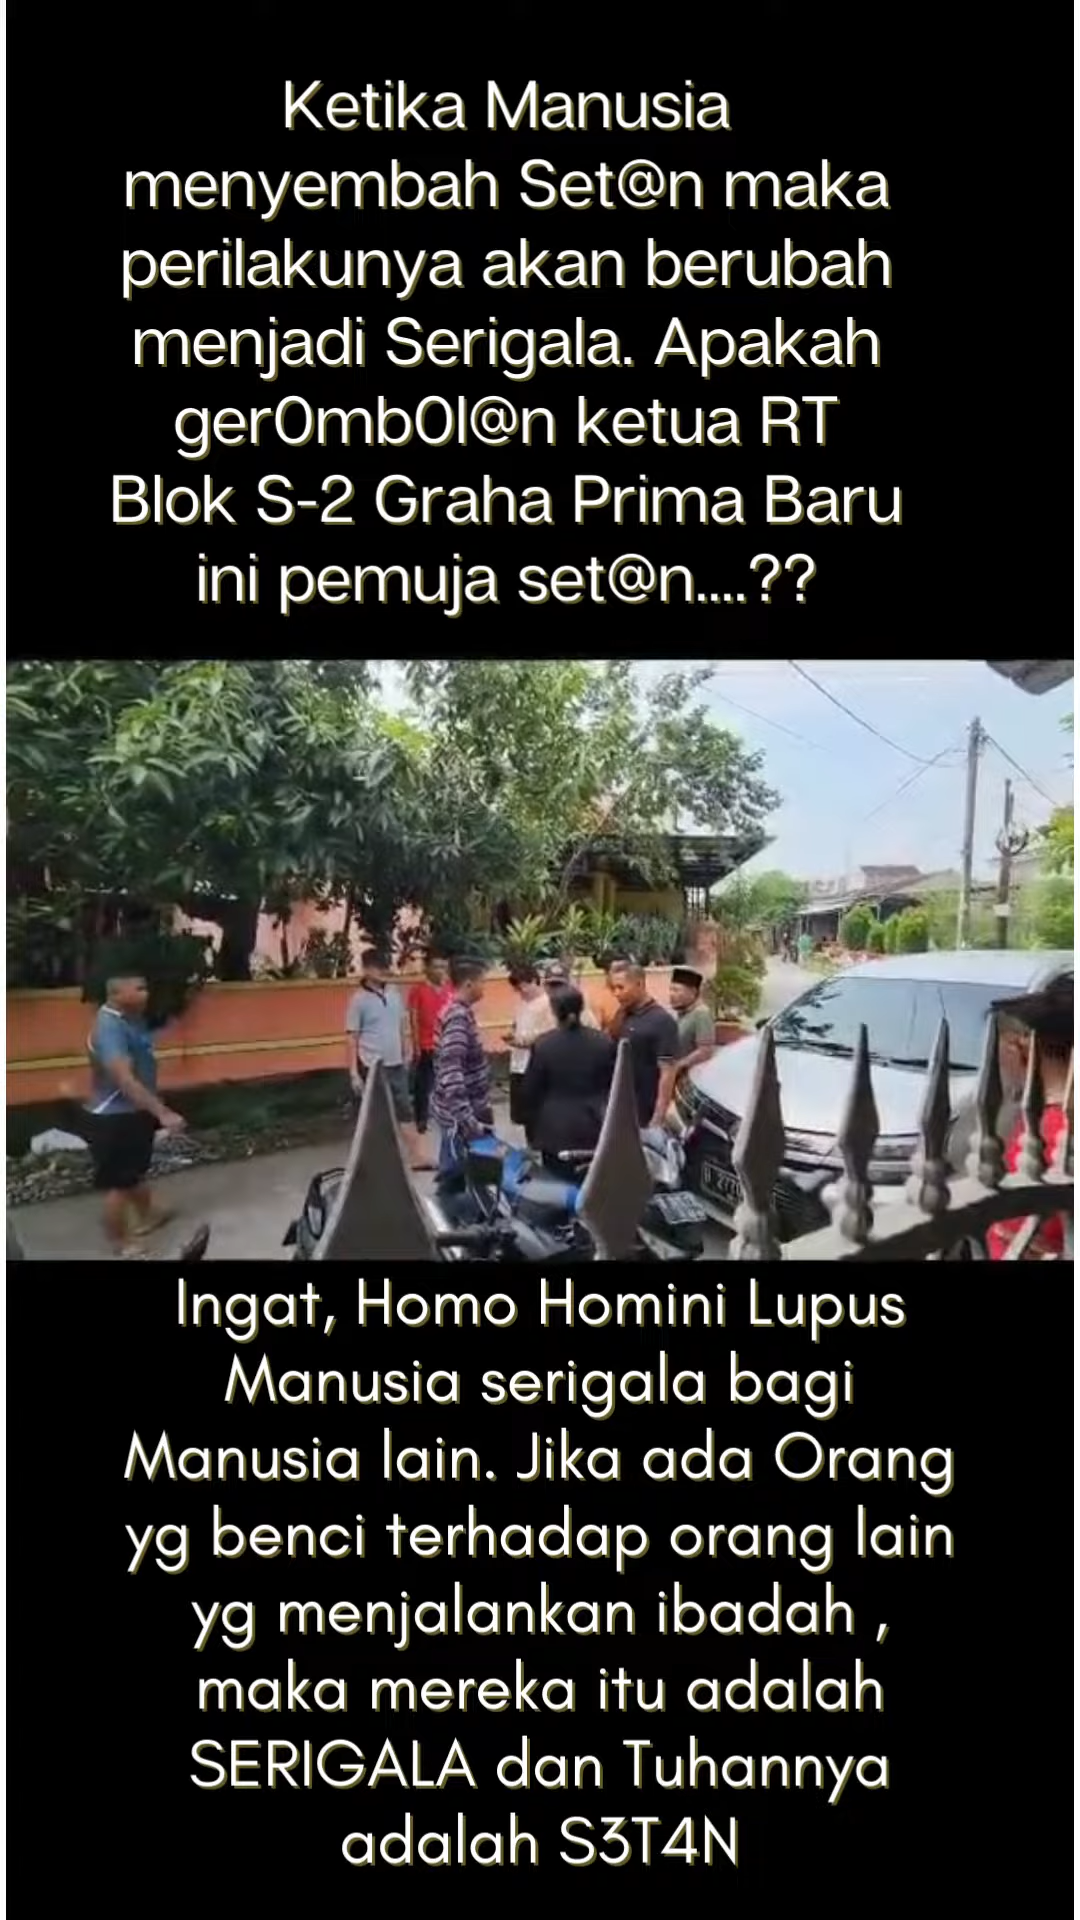 Ketika Manusia
menyembah Set@n maka
perilakunya akan berubah
menjadi Serigala. Apakah
ger0mb0l@n ketua RT
Blok S-2 Graha Prima Baru
ini pemuja set@n....??
Ingat, Homo Homini Lupus
Manusia serigala bagi
Manusia lain. Jika ada Orang
yg benci terhadap orang lain
yg menjalankan ibadah ,
maka mereka itu adalah
SERIGALA dan Tuhannya
adalah S3T4N